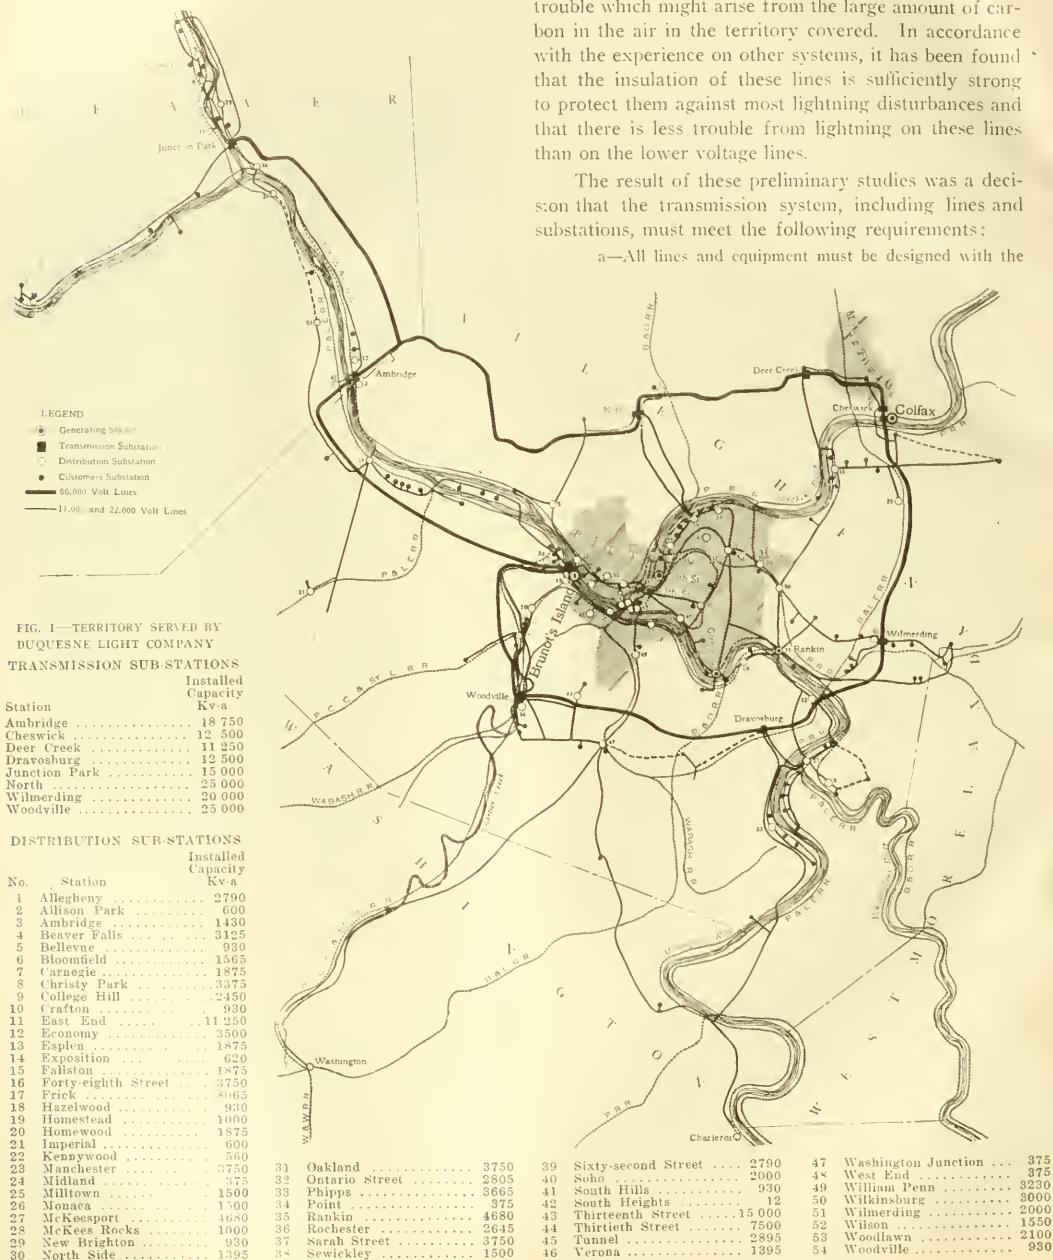 trouble which might arise from the large amount of car-
bon in the air in the territory covered. In accordance
with the experience on other systems, it has been found
that the insulation of these lines is sufficiently strong
to protect them against most lightning disturbances and
that there is less trouble from lightning on these lines
than on the lower voltage lines.
The result of these preliminary studies was a deci-
sion that the transmission system, including lines and
substations, must meet the following requirements:
a—All lines and equipment must be designed with the
Ambridge
Deer Creek
Cheswick
Colfax
Brunot's Island
Rankin
Wilmerding
Woodville
Dravosburg
Washington
Charleroi
P&LE RR
P.C.C. & St. L. RR
WABASH RR
B&O RR
W&W RR
PRR
LEGEND
Generating
Transmission Substation
Distribution Substation
Customers Substation
66,000 Volt Lines
and 22,000 Volt Lines
FIG. 1—TERRITORY SERVED BY
DUQUESNE LIGHT COMPANY
TRANSMISSION SUB-STATIONS
Installed
Capacity
Station Kv-a
Ambridge 18 750
Cheswick 12 500
Deer Creek 11 250
Dravosburg 12 500
Junction Park 15 000
North 25 000
Wilmerding 20 000
Woodville 25 000
DISTRIBUTION SUB-STATIONS
Installed
Capacity
No. Station Kv-a
1 Allegheny 2790
2 Allison Park 600
3 Ambridge 1430
4 Beaver Falls 3125
5 Bellevue 930
6 Bloomfield 1565
7 Carnegie 1875
8 Christy Park 3375
9 College Hill 2450
10 Crafton 930
11 East End 11 250
12 Economy 3500
13 Esplen 1875
14 Exposition 620
15 Fallston 1875
16 Forty-eighth Street 3750
17 Frick
18 Hazelwood 930
19 Homestead 1000
20 Homewood 1875
21 Imperial 600
22 Kennywood 560
23 Manchester 3750
24 Midland 375
25 Milltown 1500
26 Monaca 1500
27 McKeesport 4680
28 McKees Rocks 1000
29 New Brighton 930
30 North Side 1395
31 Oakland 3750
32 Ontario Street 2805
33 Phipps 3665
34 Point 375
35 Rankin 4680
36 Rochester 2645
37 Sarah Street 3750
38 Sewickley 1500
39 Sixty-second Street 2790
40 Soho 2000
41 South Hills 930
42 South Heights 12
43 Thirteenth Street 15 000
44 Thirtieth Street 7500
45 Tunnel 2895
46 Verona 1395
47 Washington Junction 375
48 West End 375
49 William Penn 3230
50 Wilkinsburg 3000
51 Wilmerding 2000
52 Wilson 1550
53 Woodlawn 2100
54 Woodville 930